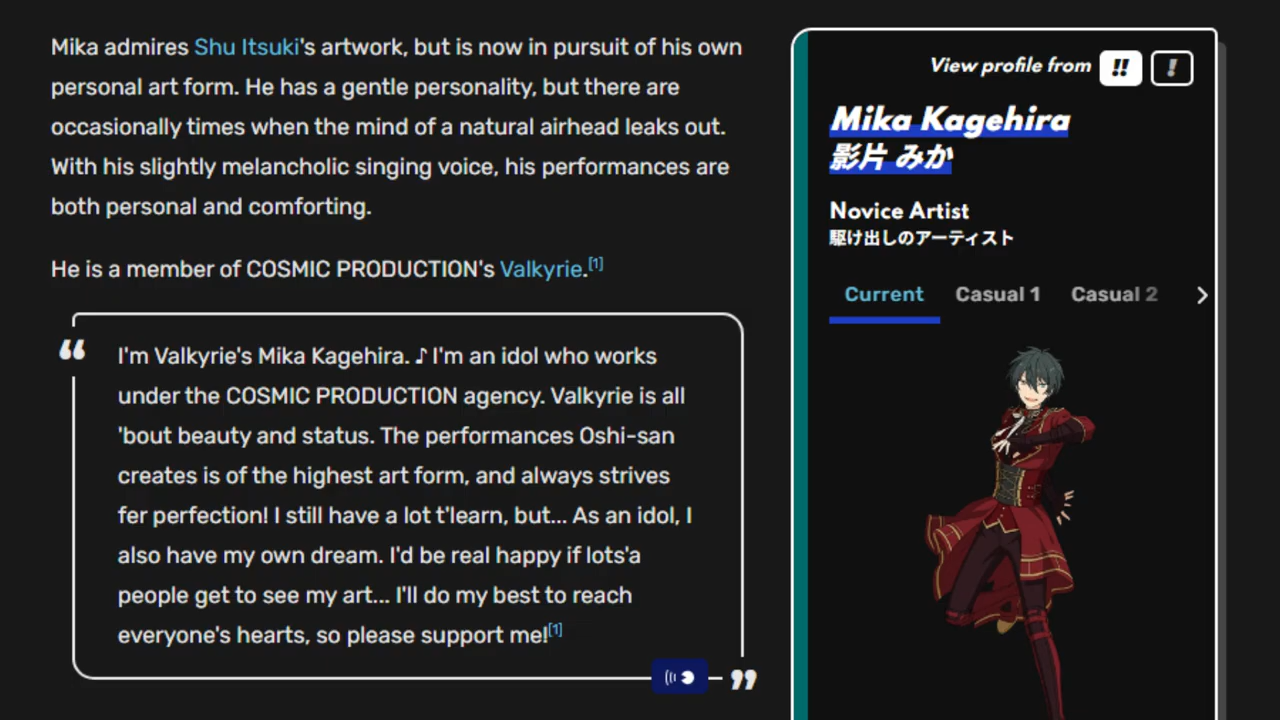 Mika admires Shu Itsuki's artwork, but is now in pursuit of his own
personal art form. He has a gentle personality, but there are
occasionally times when the mind of a natural airhead leaks out.
With his slightly melancholic singing voice, his performances are
both personal and comforting.
He is a member of COSMIC PRODUCTION's Valkyrie.[1]
“
I'm Valkyrie's Mika Kagehira. ♪ I'm an idol who works
under the COSMIC PRODUCTION agency. Valkyrie is all
'bout beauty and status. The performances Oshi-san
creates is of the highest art form, and always strives
fer perfection! I still have a lot t'learn, but... As an idol, I
also have my own dream. I'd be real happy if lots'a
people get to see my art... I'll do my best to reach
everyone's hearts, so please support me![1]
”
View profile from !! !
Mika Kagehira
影片 みか
Novice Artist
駆け出しのアーティスト
Current Casual 1 Casual 2